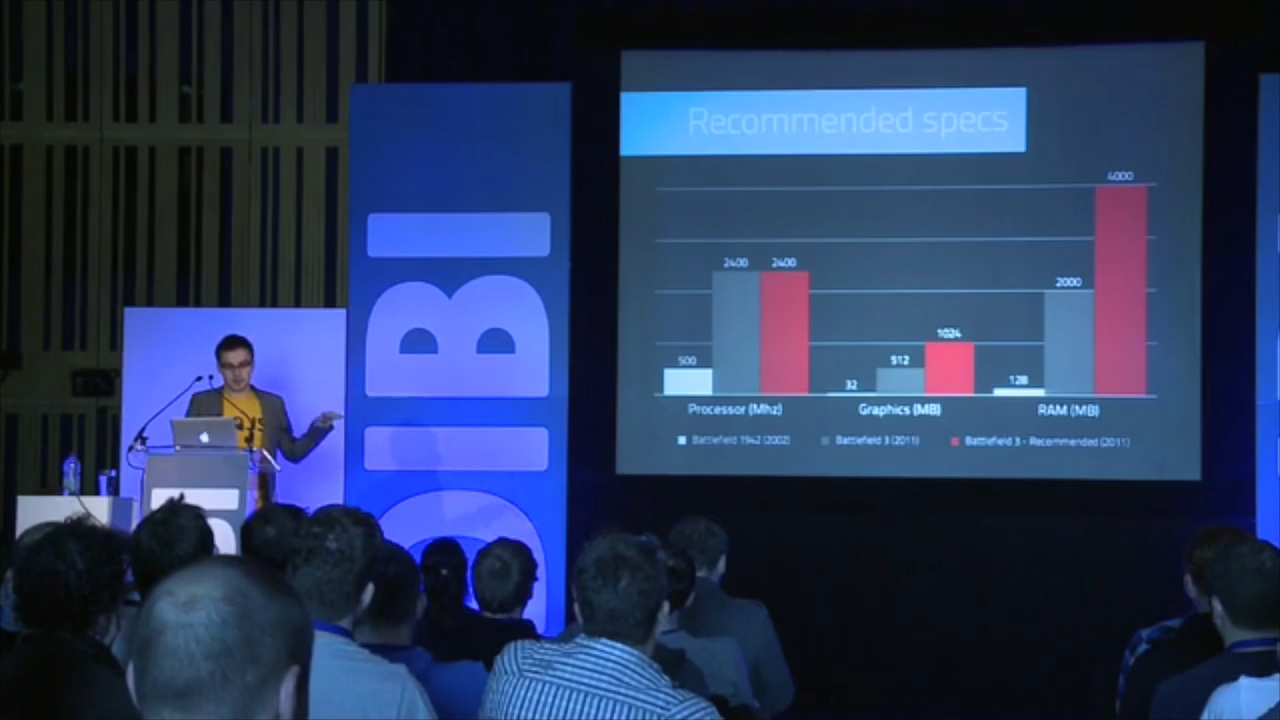 Recommended specs
4000
2400 2400
2000
1024
500 512
32 128
Processor (Mhz) Graphics (MB) RAM (MB)
Battlefield 1942 (2002) Battlefield 3 (2011) Battlefield 3 - Recommended (2011)
DIBI